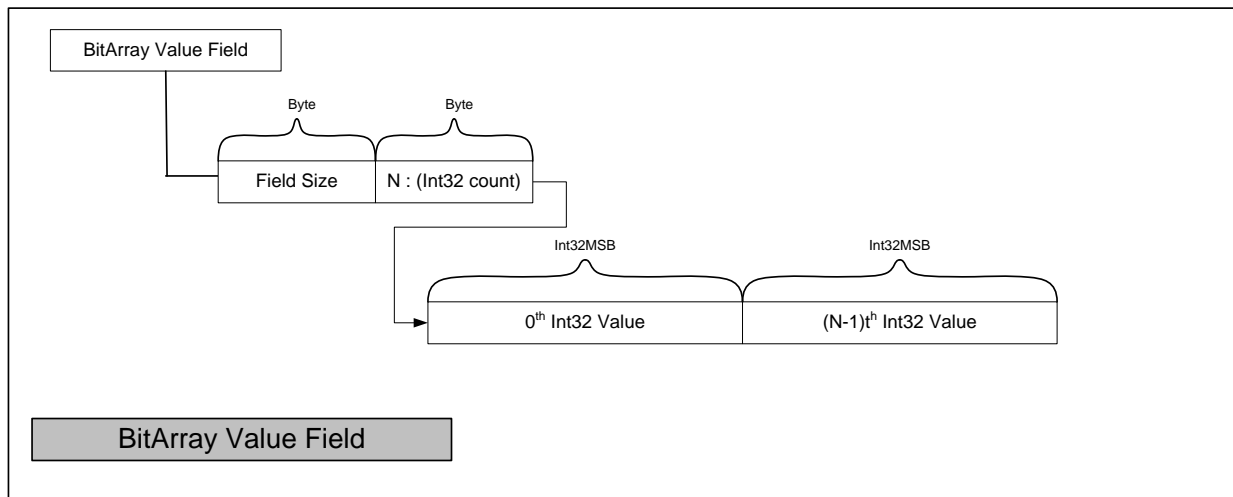 BitArray Value Field
Byte Byte
Field Size N : (Int32 count)
Int32MSB Int32MSB
0th Int32 Value (N-1)th Int32 Value
BitArray Value Field